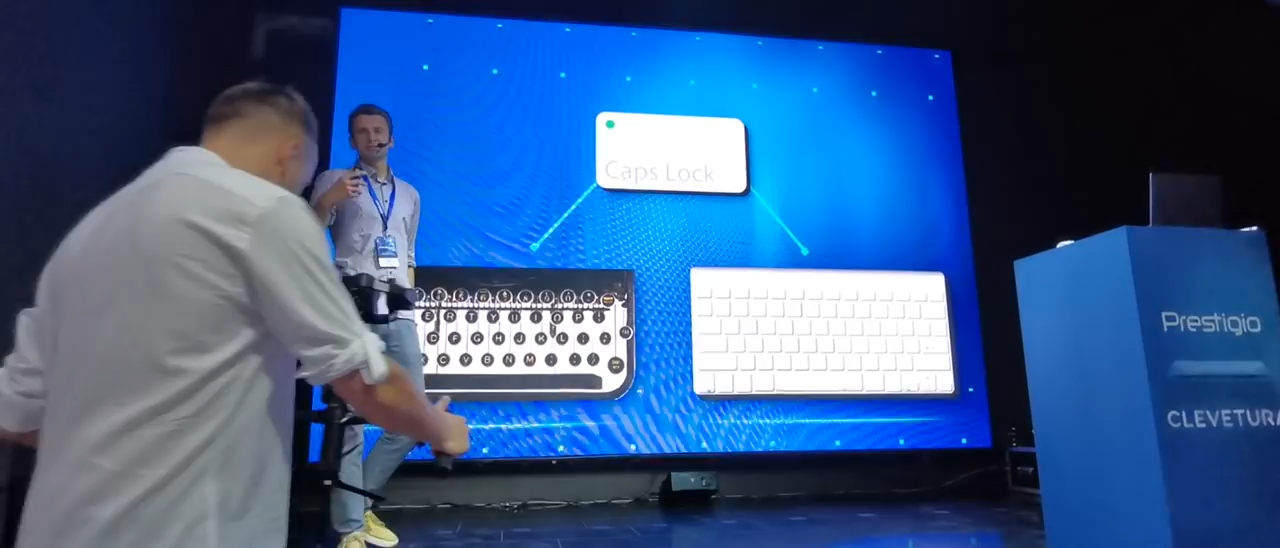 Caps Lock
E R T Y U I O P
D F G H J K L
C V B N M
Prestigio
CLEVETURA